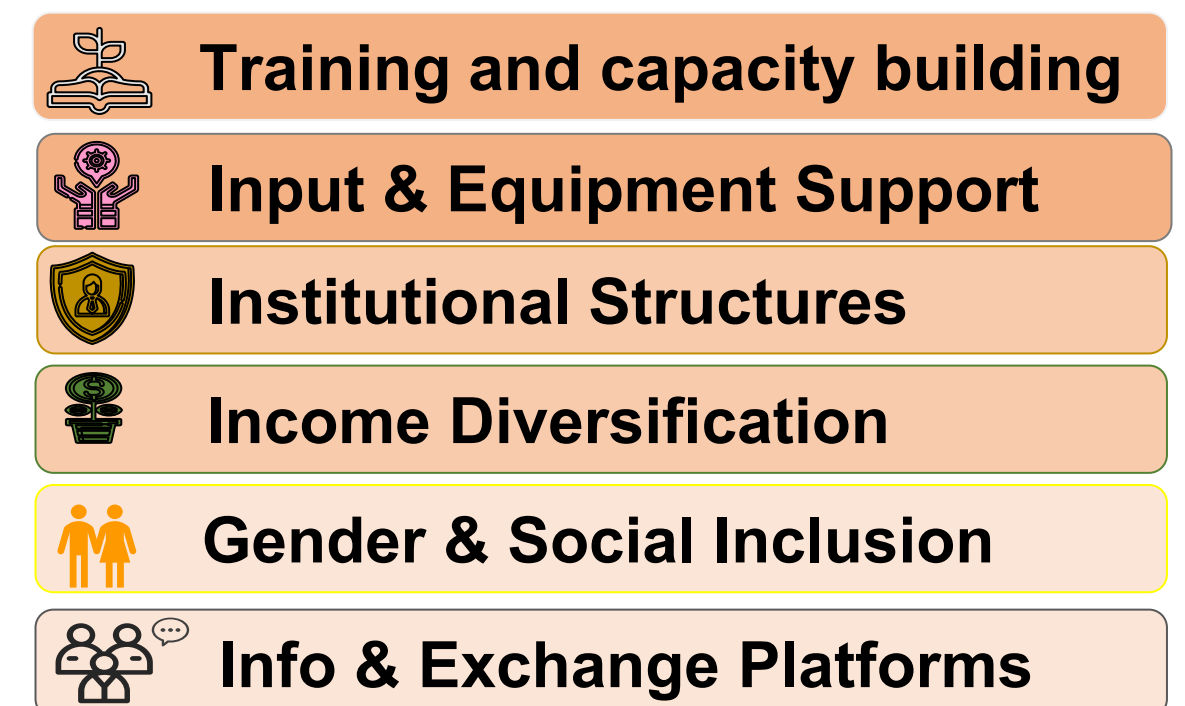 Training and capacity building
Input & Equipment Support
Institutional Structures
Income Diversification
Gender & Social Inclusion
Info & Exchange Platforms